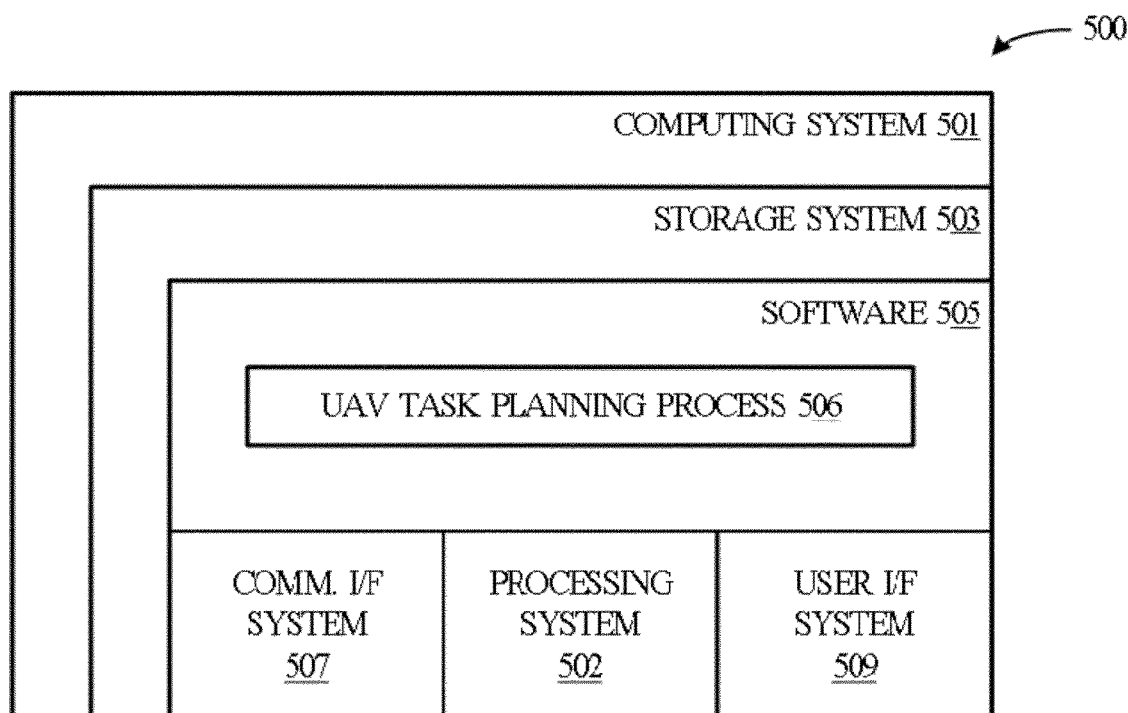 500
COMPUTING SYSTEM 501
STORAGE SYSTEM 503
SOFTWARE 505
UAV TASK PLANNING PROCESS 506
COMM. I/F
SYSTEM
507
PROCESSING
SYSTEM
502
USER I/F
SYSTEM
509